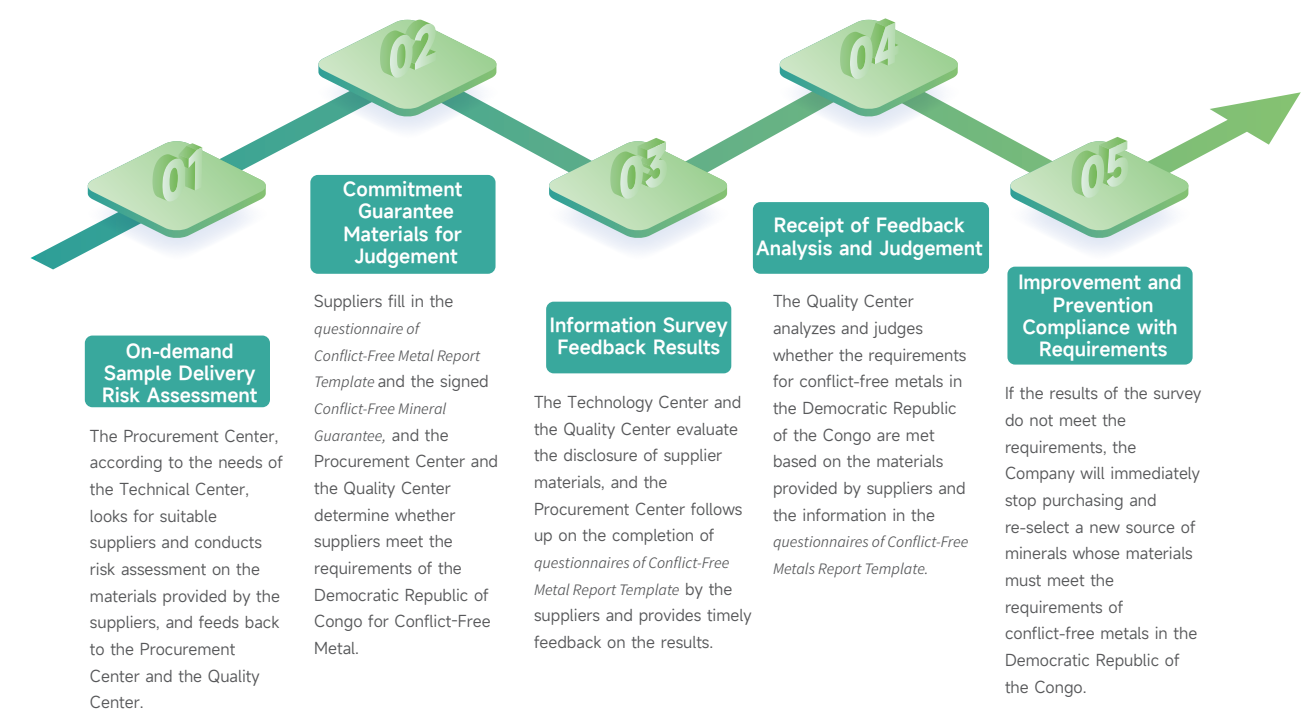 01
On-demand
Sample Delivery
Risk Assessment
The Procurement Center,
according to the needs of
the Technical Center,
looks for suitable
suppliers and conducts
risk assessment on the
materials provided by the
suppliers, and feeds back
to the Procurement
Center and the Quality
Center.
02
Commitment
Guarantee
Materials for
Judgement
Suppliers fill in the
questionnaire of
Conflict-Free Metal Report
Template and the signed
Conflict-Free Mineral
Guarantee, and the
Procurement Center and
the Quality Center
determine whether
suppliers meet the
requirements of the
Democratic Republic of
Congo for Conflict-Free
Metal.
03
Information Survey
Feedback Results
The Technology Center and
the Quality Center evaluate
the disclosure of supplier
materials, and the
Procurement Center follows
up on the completion of
questionnaires of Conflict-Free
Metal Report Template by the
suppliers and provides timely
feedback on the results.
04
Receipt of Feedback
Analysis and Judgement
The Quality Center
analyzes and judges
whether the requirements
for conflict-free metals in
the Democratic Republic
of the Congo are met
based on the materials
provided by suppliers and
the information in the
questionnaires of Conflict-Free
Metals Report Template.
05
Improvement and
Prevention
Compliance with
Requirements
If the results of the survey
do not meet the
requirements, the
Company will immediately
stop purchasing and
re-select a new source of
minerals whose materials
must meet the
requirements of
conflict-free metals in the
Democratic Republic of
the Congo.